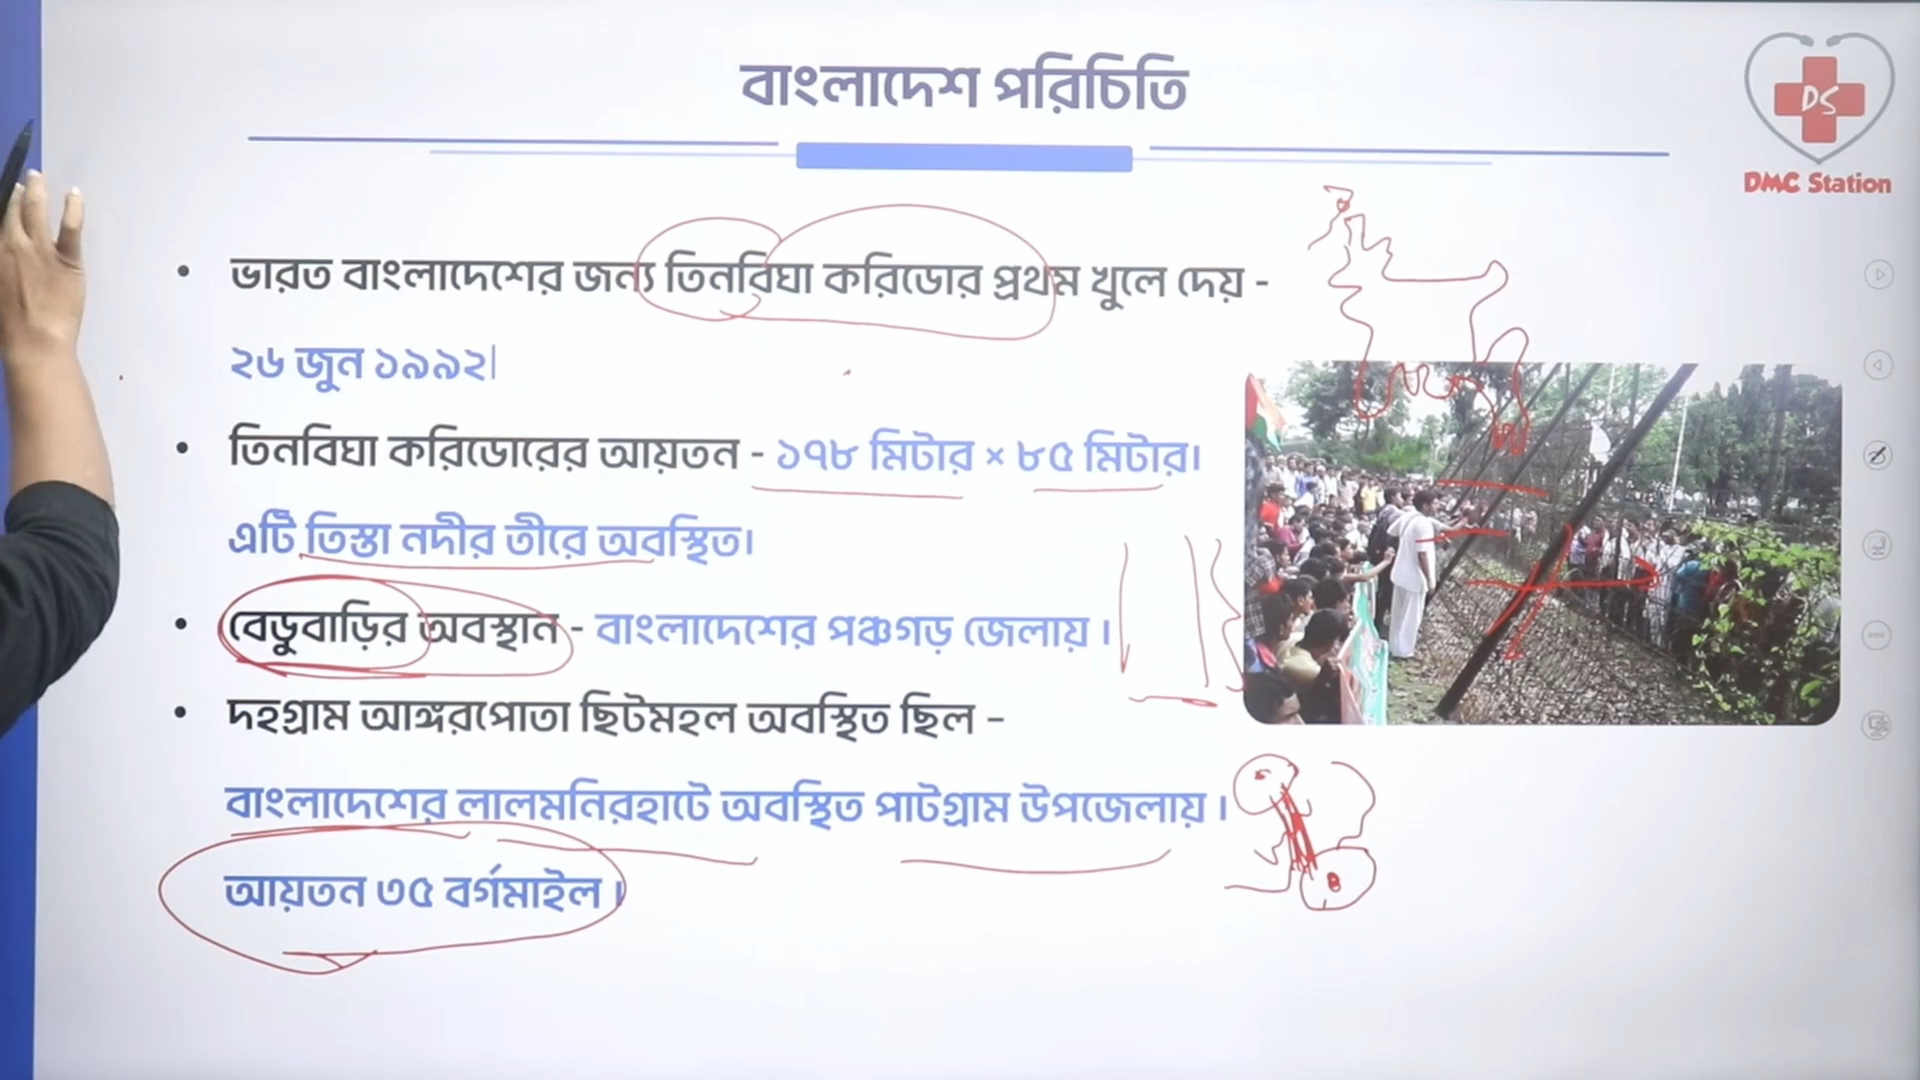 বাংলাদেশ পরিচিতি
DS
DMC Station
• ভারত বাংলাদেশের জন্য তিনবিঘা করিডোর প্রথম খুলে দেয় -
২৬ জুন ১৯৯২|
• তিনবিঘা করিডোরের আয়তন - ১৭৮ মিটার × ৮৫ মিটার।
এটি তিস্তা নদীর তীরে অবস্থিত।
• বেড়ুবাড়ির অবস্থান - বাংলাদেশের পঞ্চগড় জেলায় ।
• দহগ্রাম আঙ্গরপোতা ছিটমহল অবস্থিত ছিল –
বাংলাদেশের লালমনিরহাটে অবস্থিত পাটগ্রাম উপজেলায় ।
আয়তন ৩৫ বর্গমাইল ।